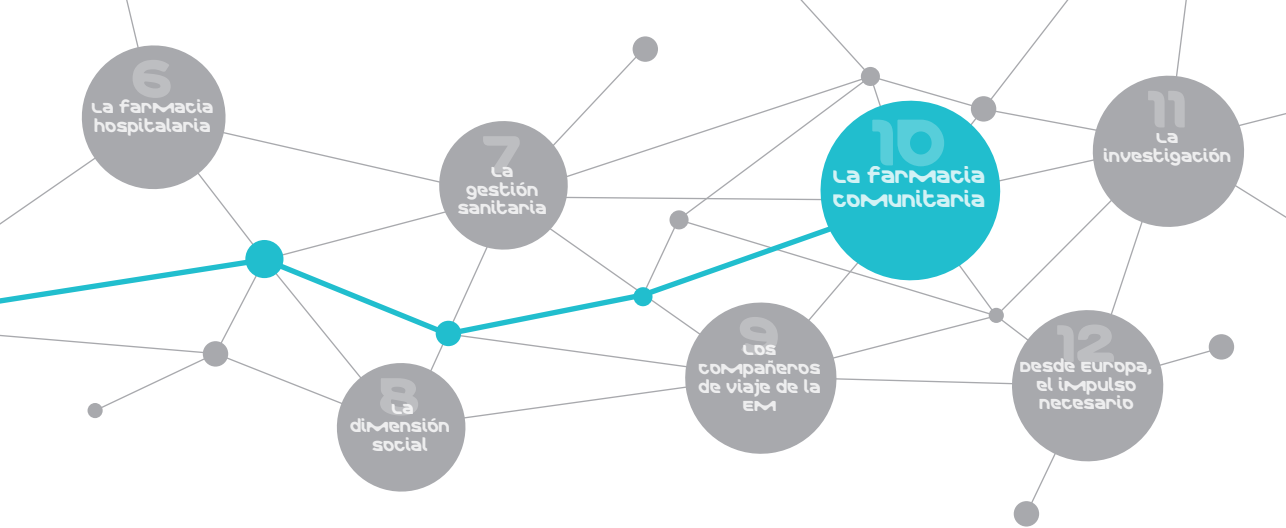 6
La farmacia
hospitalaria
7
La
gestión
sanitaria
8
La
dimensión
social
9
Los
compañeros
de viaje de la
EM
10
La farmacia
comunitaria
11
La
investigación
12
Desde Europa,
el impulso
necesario